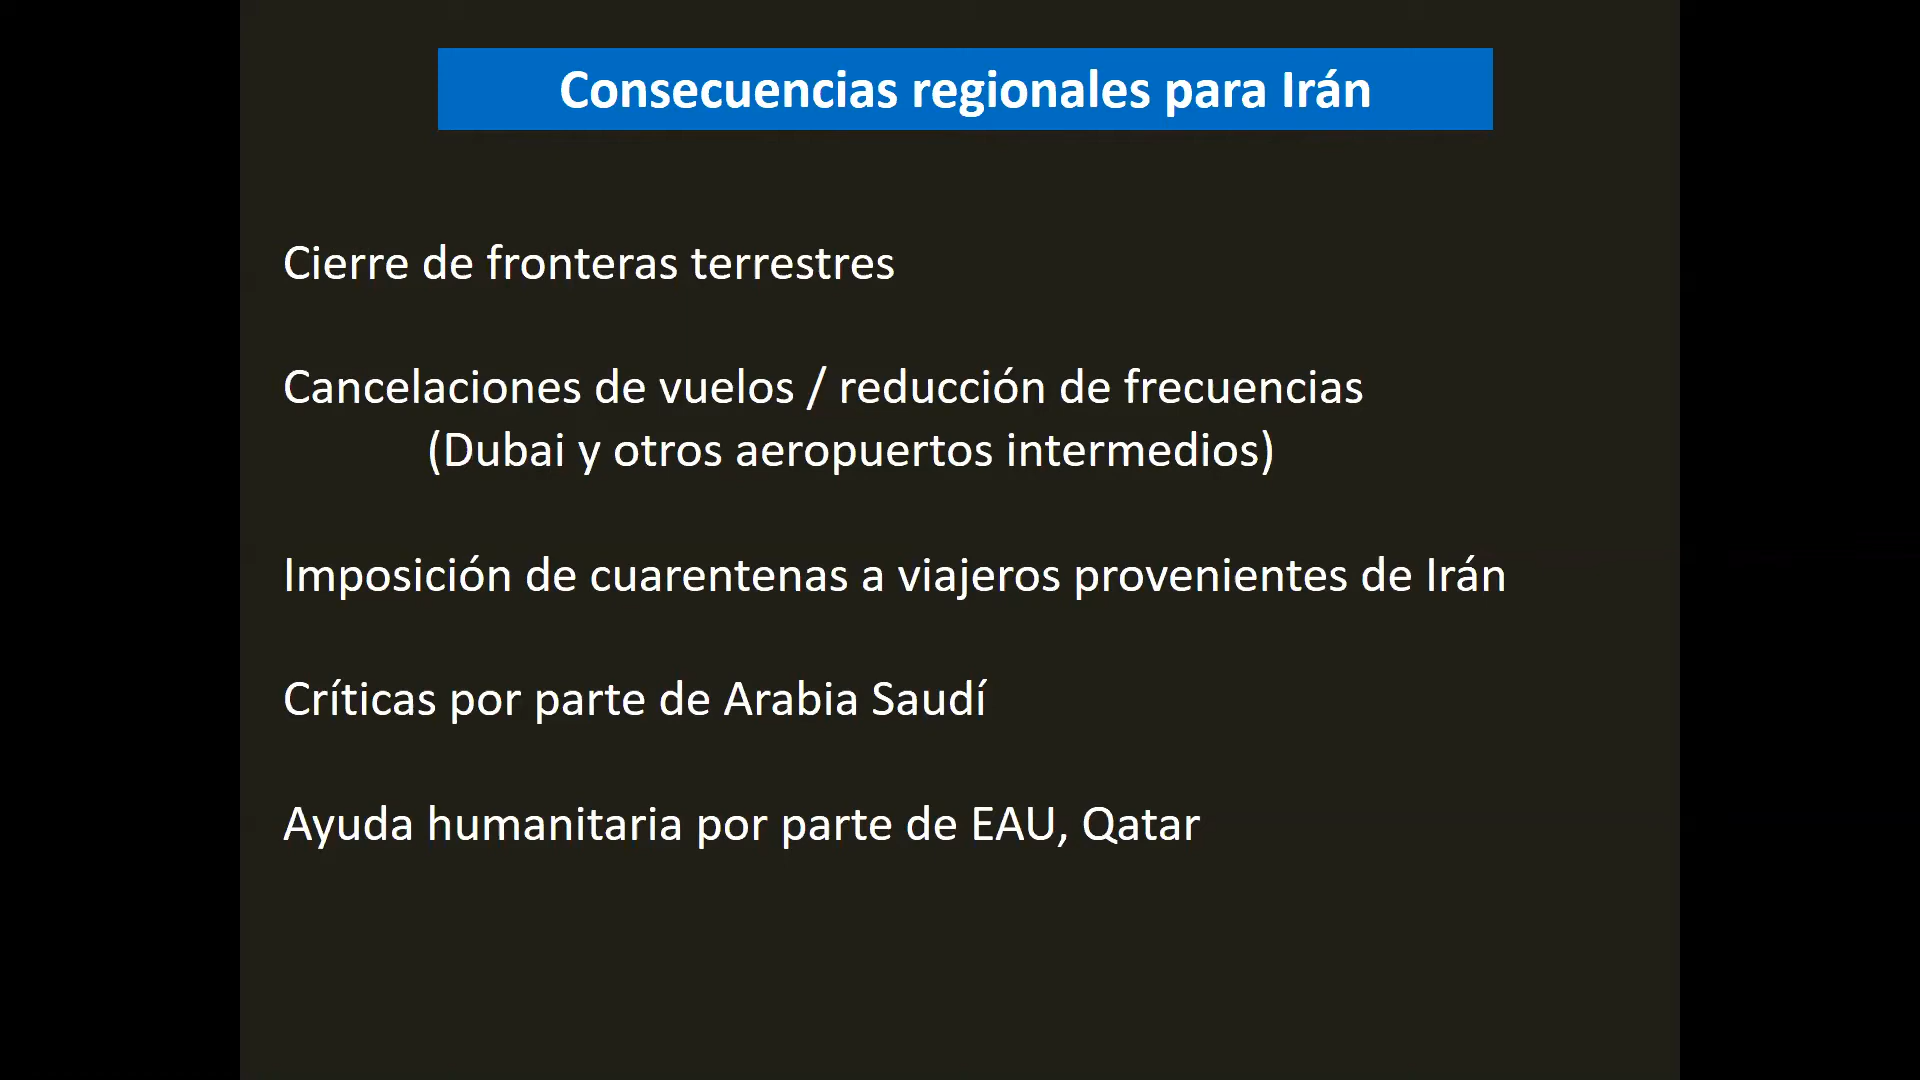 Consecuencias regionales para Irán
Cierre de fronteras terrestres
Cancelaciones de vuelos / reducción de frecuencias
(Dubai y otros aeropuertos intermedios)
Imposición de cuarentenas a viajeros provenientes de Irán
Críticas por parte de Arabia Saudí
Ayuda humanitaria por parte de EAU, Qatar